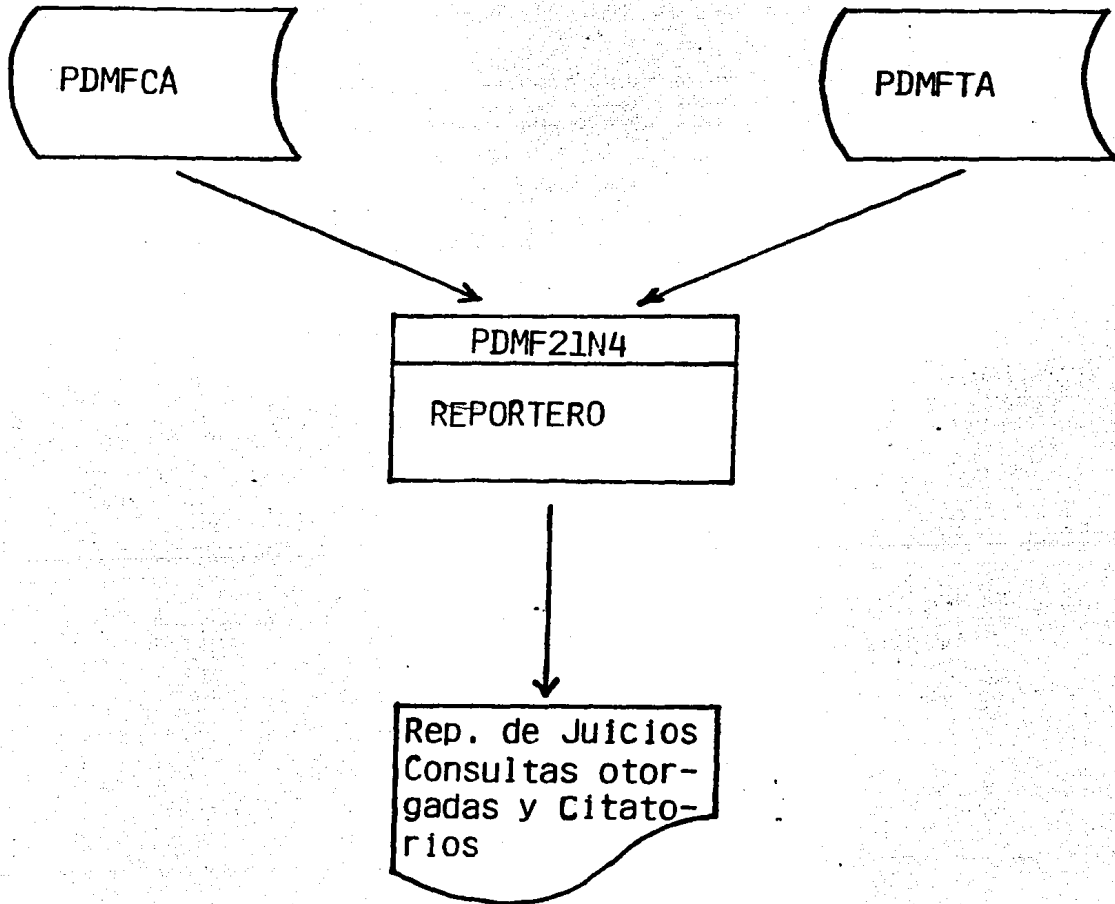 PDMFCA
PDMFTA
PDMF21N4
REPORTERO
Rep. de Juicios
Consultas otor-
gadas y Citato-
rios